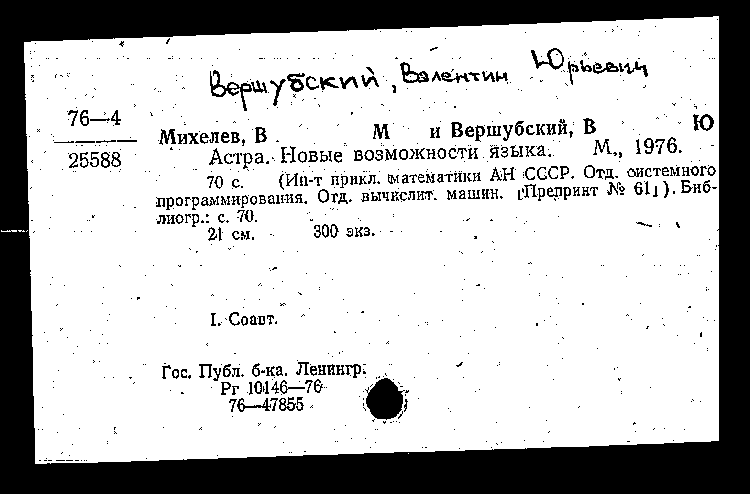 Вершубский, Валентин Юрьевич
76—4
25588
Михелев, В М и Вершубский, В Ю
Астра. Новые возможности языка. М., 1976.
70 с. (Ин-т прикл. математики АН СССР. Отд. системного
программирования. Отд. вычислит. машин. [Препринт № 61]). Биб-
лиогр.: с. 70.
21 см. 300 экз.
I. Соавт.
Гос. Публ. б-ка. Ленингр.
Рг 10146—76
76—47855